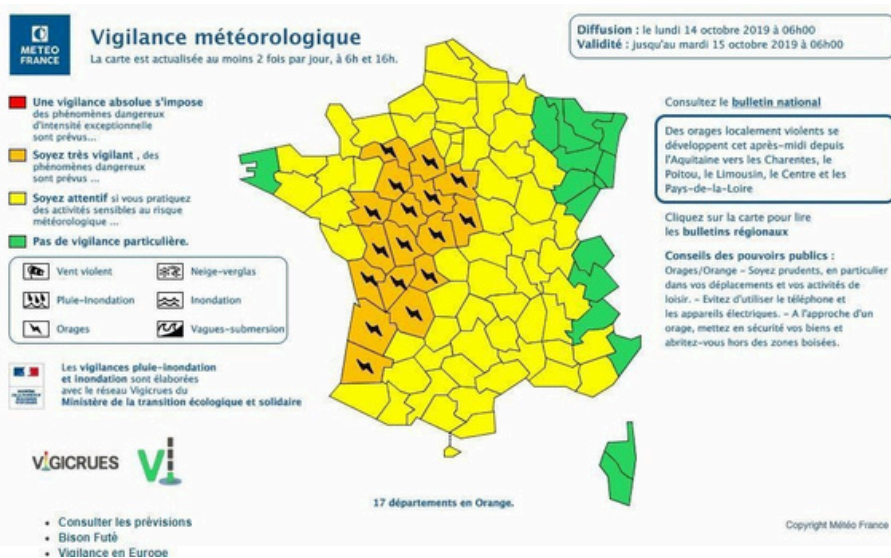 METEO
FRANCE
Vigilance météorologique
La carte est actualisée au moins 2 fois par jour, à 6h et 16h.
Diffusion : le lundi 14 octobre 2019 à 06h00
Validité : jusqu'au mardi 15 octobre 2019 à 06h00
Une vigilance absolue s'impose
des phénomènes dangereux
d'intensité exceptionnelle
sont prévus...
Soyez très vigilant , des
phénomènes dangereux
sont prévus ...
Soyez attentif si vous pratiquez
des activités sensibles au risque
météorologique ...
Pas de vigilance particulière.
Vent violent
Neige-verglas
Pluie-Inondation
Inondation
Orages
Vagues-submersion
Les vigilances pluie-inondation
et inondation sont élaborées
avec le réseau Vigicrues du
Ministère de la transition écologique et solidaire
VIGICRUES
Vi
Consulter les prévisions
Bison Futé
Vigilance en Europe
17 départements en Orange.
Consultez le bulletin national
Des orages localement violents se
développent cet après-midi depuis
l'Aquitaine vers les Charentes, le
Poitou, le Limousin, le Centre et les
Pays-de-la-Loire
Cliquez sur la carte pour lire
les bulletins régionaux
Conseils des pouvoirs publics :
Orages/Orange - Soyez prudents, en particulier
dans vos déplacements et vos activités de
loisir. - Evitez d'utiliser le téléphone et
les appareils électriques. - A l'approche d'un
orage, mettez en sécurité vos biens et
abritez-vous hors des zones boisées.
Copyright Météo France